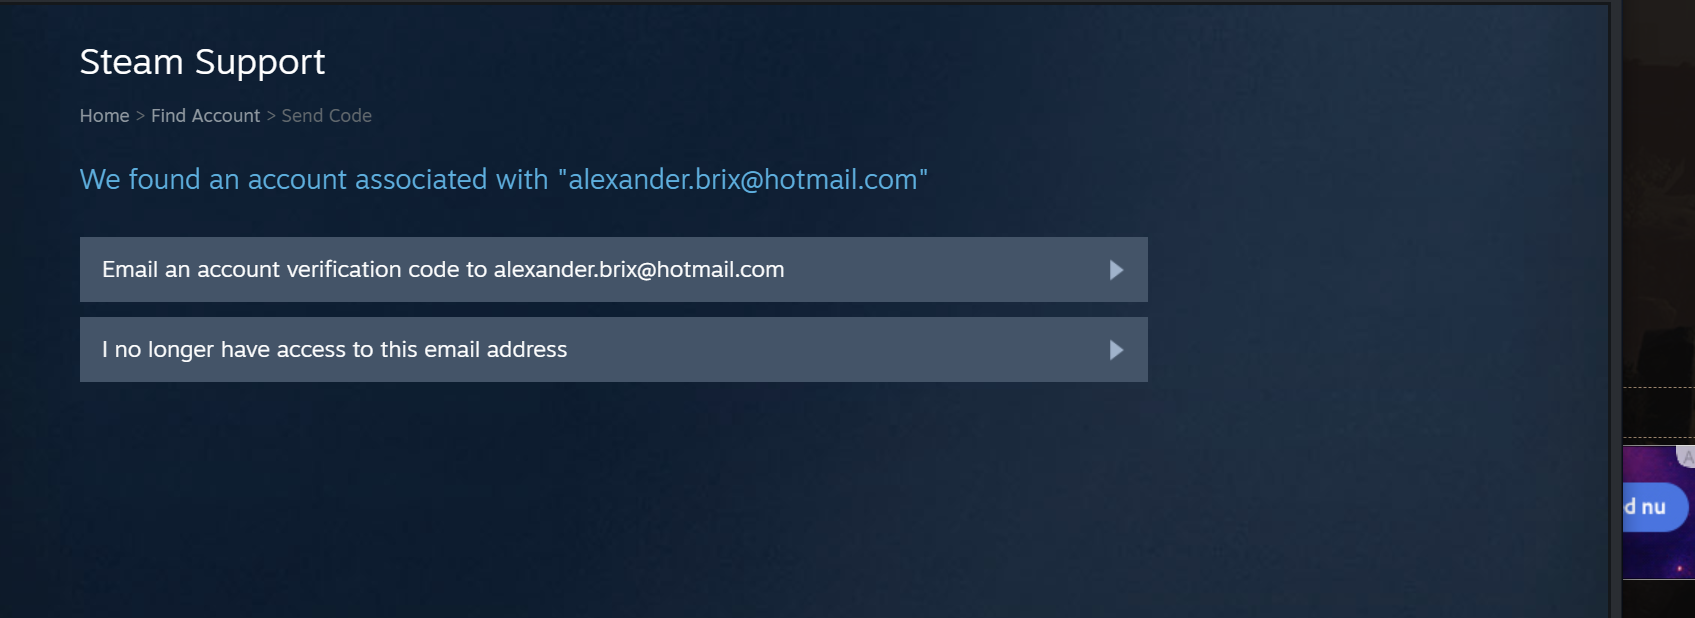 Steam Support
Home > Find Account > Send Code
We found an account associated with "alexander.brix@hotmail.com"
Email an account verification code to alexander.brix@hotmail.com
I no longer have access to this email address
d nu